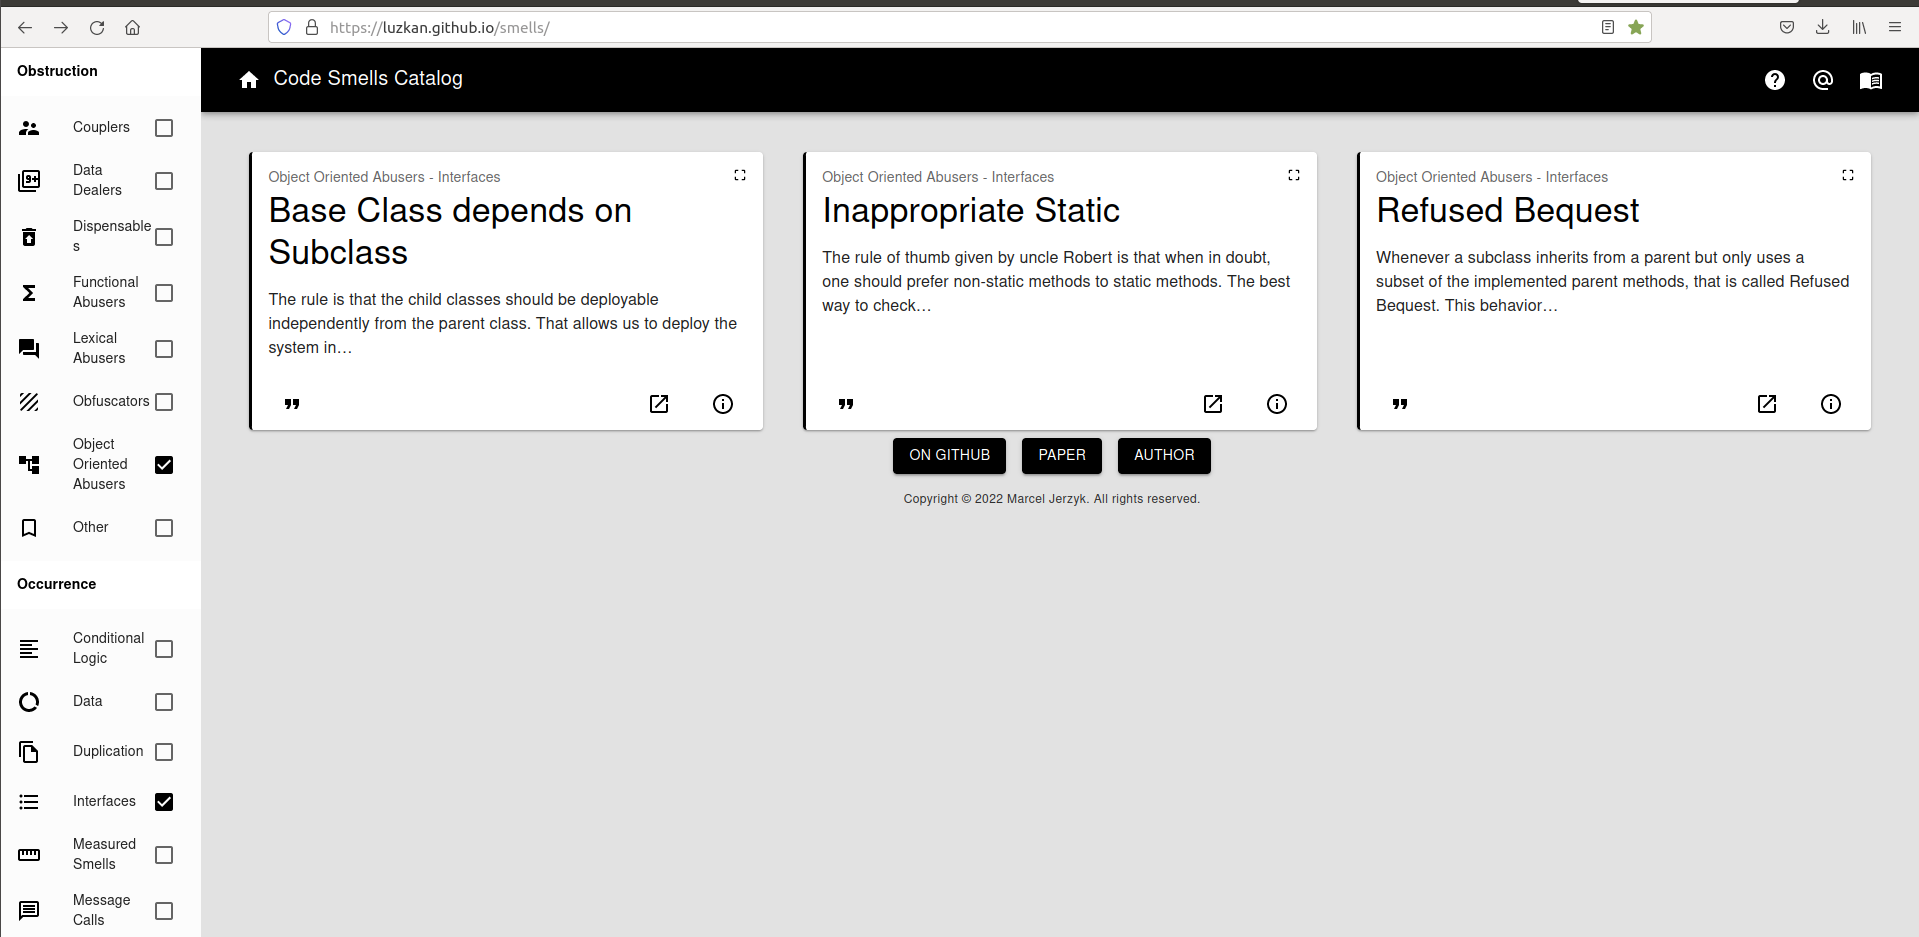 https://luzkan.github.io/smells/
Obstruction
Couplers
Data
Dealers
Dispensable
s
Functional
Abusers
Lexical
Abusers
Obfuscators
Object
Oriented
Abusers
Other
Occurrence
Conditional
Logic
Data
Duplication
Interfaces
Measured
Smells
Message
Calls
Code Smells Catalog
Object Oriented Abusers - Interfaces
Base Class depends on
Subclass
The rule is that the child classes should be deployable
independently from the parent class. That allows us to deploy the
system in…
Object Oriented Abusers - Interfaces
Inappropriate Static
The rule of thumb given by uncle Robert is that when in doubt,
one should prefer non-static methods to static methods. The best
way to check…
Object Oriented Abusers - Interfaces
Refused Bequest
Whenever a subclass inherits from a parent but only uses a
subset of the implemented parent methods, that is called Refused
Bequest. This behavior…
ON GITHUB
PAPER
AUTHOR
Copyright © 2022 Marcel Jerzyk. All rights reserved.